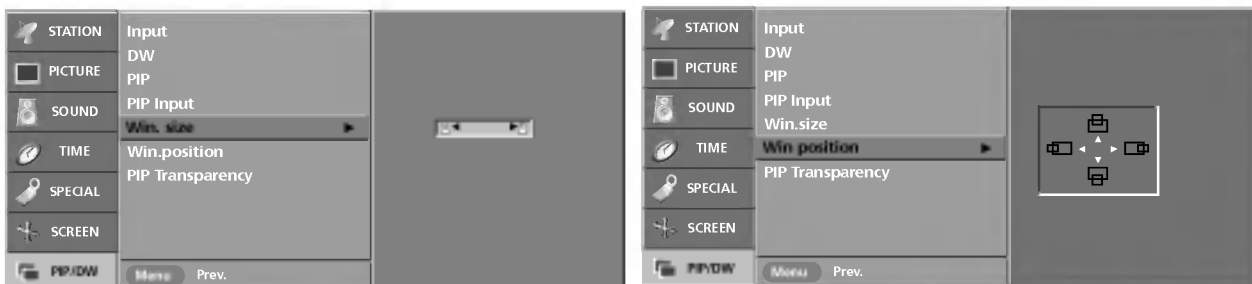 STATION
PICTURE
SOUND
TIME
SPECIAL
SCREEN
PIP/DW
Input
DW
PIP
PIP Input
Win. size
Win.position
PIP Transparency
Menu Prev.
STATION
PICTURE
SOUND
TIME
SPECIAL
SCREEN
PIP/DW
Input
DW
PIP
PIP Input
Win.size
Win position
PIP Transparency
Menu Prev.